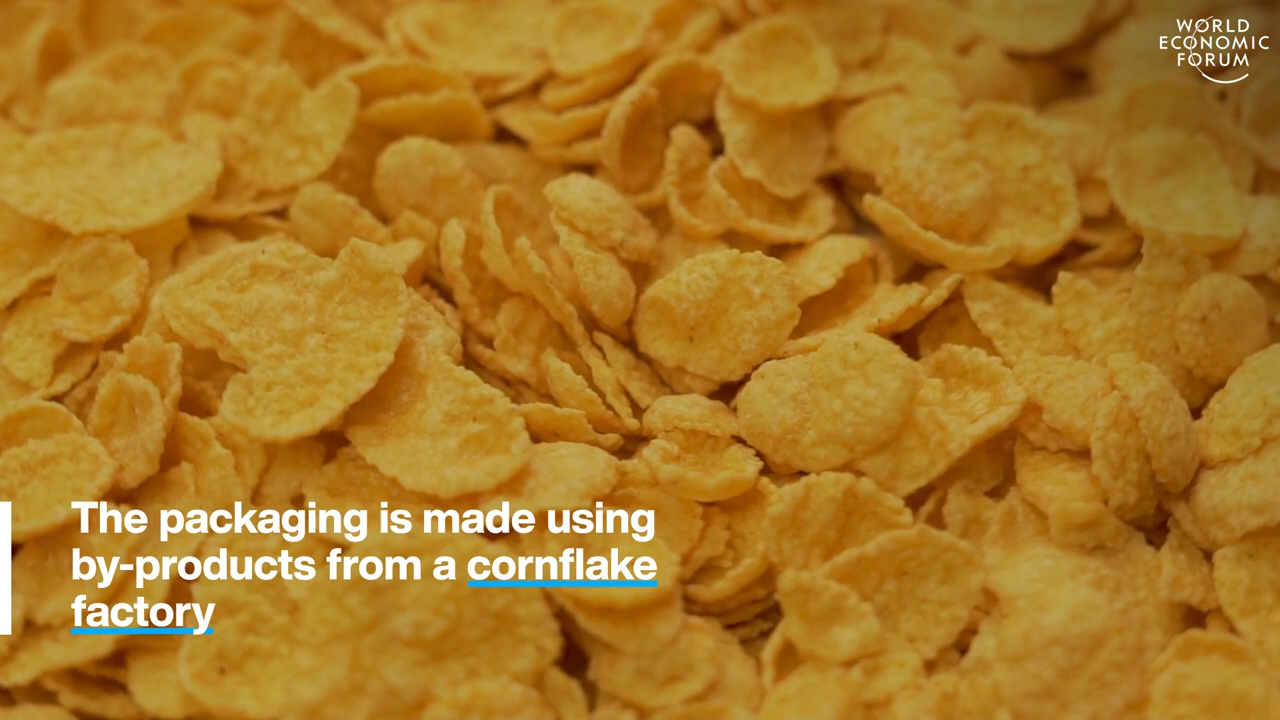 WORLD
ECONOMIC
FORUM
The packaging is made using
by-products from a cornflake
factory